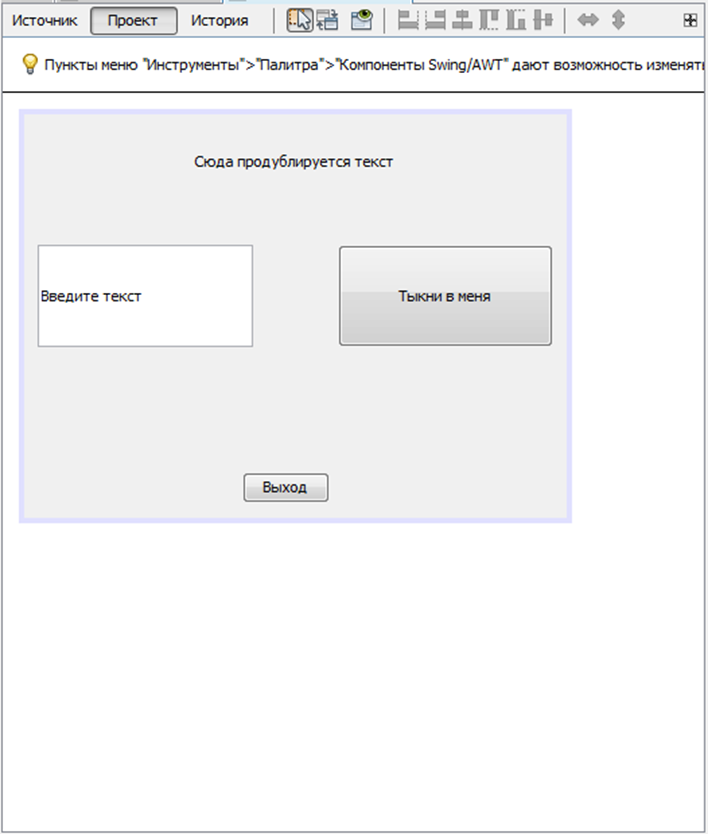 Источник Проект История
Пункты меню "Инструменты">"Палитра">"Компоненты Swing/AWT" дают возможность изменять
Сюда продублируется текст
Введите текст Тыкни в меня
Выход